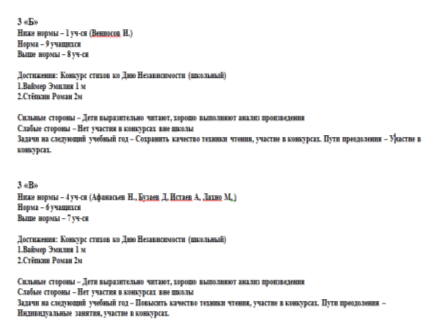 3 «Б»
Ниже нормы – 1 уч-ся (Венносов И.)
Норма – 9 учащихся
Выше нормы – 8 уч-ся
Достижения: Конкурс стихов ко Дню Независимости (школьный)
1.Ваймер Эмилия 1 м
2.Стёпкин Роман 2м
Сильные стороны – Дети выразительно читают, хорошо выполняют анализ произведения
Слабые стороны – Нет участия в конкурсах вне школы
Задачи на следующий учебный год – Сохранить качество техники чтения, участие в конкурсах. Пути преодоления – Участие в
конкурсах.
3 «В»
Ниже нормы – 4 уч-ся (Афанасьев Н., Бузаев Д, Истаев А, Лахно М,.)
Норма – 6 учащихся
Выше нормы – 7 уч-ся
Достижения: Конкурс стихов ко Дню Независимости (школьный)
1.Ваймер Эмилия 1 м
2.Стёпкин Роман 2м
Сильные стороны – Дети выразительно читают, хорошо выполняют анализ произведения
Слабые стороны – Нет участия в конкурсах вне школы
Задачи на следующий учебный год – Повысить качество техники чтения, участие в конкурсах. Пути преодоления –
Индивидуальные занятия, участие в конкурсах.